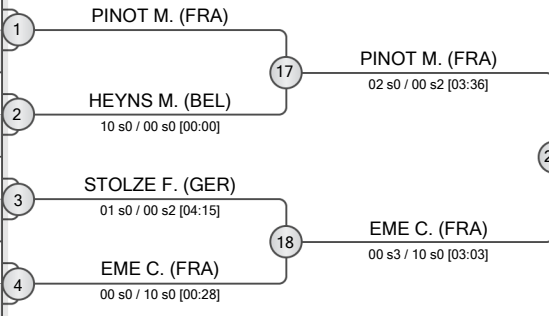 PINOT M. (FRA)
1
17
PINOT M. (FRA)
02 s0 / 00 s2 [03:36]
HEYNS M. (BEL)
2
10 s0 / 00 s0 [00:00]
STOLZE F. (GER)
3
01 s0 / 00 s2 [04:15]
18
EME C. (FRA)
00 s3 / 10 s0 [03:03]
EME C. (FRA)
4
00 s0 / 10 s0 [00:28]